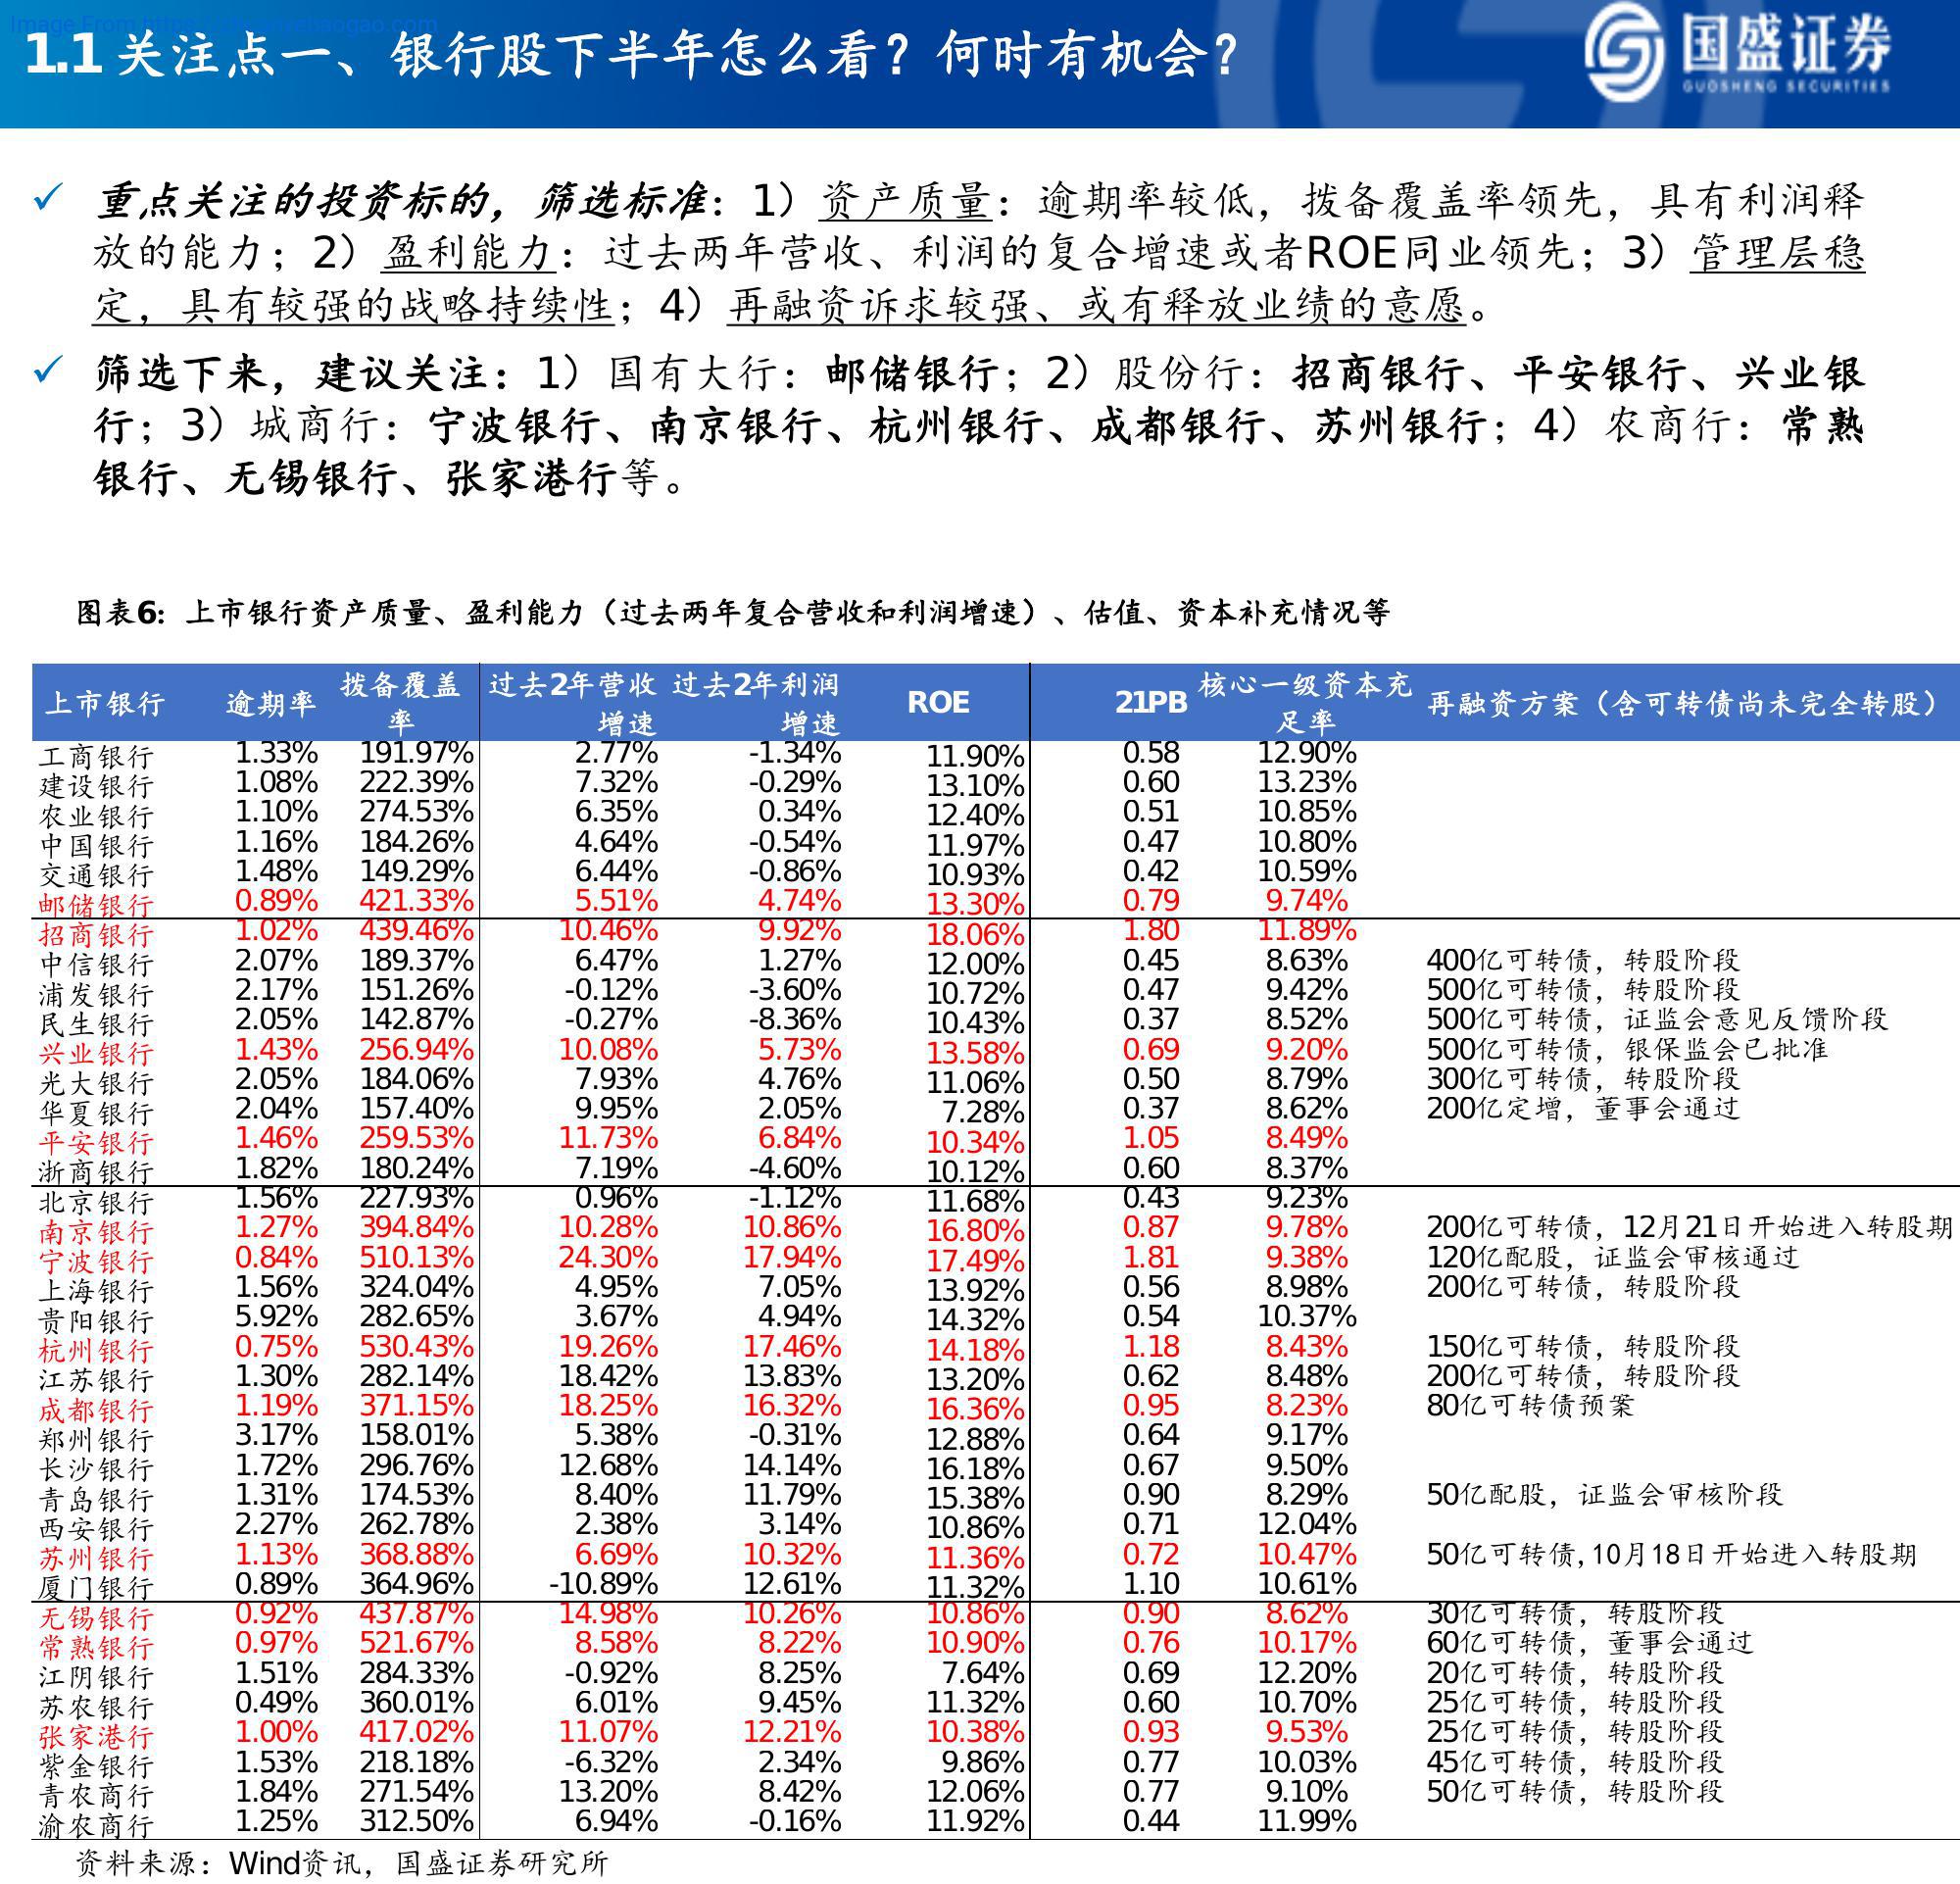 1.1关注点一、银行股下半年怎么看？何时有机会？
国盛证券
GUOSHENG SECURITIES
✓ 重点关注的投资标的，筛选标准：1）资产质量：逾期率较低，拨备覆盖率领先，具有利润释
放的能力；2）盈利能力：过去两年营收、利润的复合增速或者ROE同业领先；3）管理层稳
定，具有较强的战略持续性；4）再融资诉求较强、或有释放业绩的意愿。
✓ 筛选下来，建议关注：1）国有大行：邮储银行；2）股份行：招商银行、平安银行、兴业银
行；3）城商行：宁波银行、南京银行、杭州银行、成都银行、苏州银行；4）农商行：常熟
银行、无锡银行、张家港行等。
图表6：上市银行资产质量、盈利能力（过去两年复合营收和利润增速）、估值、资本补充情况等
上市银行 逾期率 拨备覆盖率 过去2年营收增速 过去2年利润增速 ROE 21PB 核心一级资本充足率 再融资方案（含可转债尚未完全转股）
工商银行 1.33% 191.97% 2.77% -1.34% 11.90% 0.58 12.90%
建设银行 1.08% 222.39% 7.32% -0.29% 13.10% 0.60 13.23%
农业银行 1.10% 274.53% 6.35% 0.34% 12.40% 0.51 10.85%
中国银行 1.16% 184.26% 4.64% -0.54% 11.97% 0.47 10.80%
交通银行 1.48% 149.29% 6.44% -0.86% 10.93% 0.42 10.59%
邮储银行 0.89% 421.33% 5.51% 4.74% 13.30% 0.79 9.74%
招商银行 1.02% 439.46% 10.46% 9.92% 18.06% 1.80 11.89%
中信银行 2.07% 189.37% 6.47% 1.27% 12.00% 0.45 8.63% 400亿可转债，转股阶段
浦发银行 2.17% 151.26% -0.12% -3.60% 10.72% 0.47 9.42% 500亿可转债，转股阶段
民生银行 2.05% 142.87% -0.27% -8.36% 10.43% 0.37 8.52% 500亿可转债，证监会意见反馈阶段
兴业银行 1.43% 256.94% 10.08% 5.73% 13.58% 0.69 9.20% 500亿可转债，银保监会已批准
光大银行 2.05% 184.06% 7.93% 4.76% 11.06% 0.50 8.79% 300亿可转债，转股阶段
华夏银行 2.04% 157.40% 9.95% 2.05% 7.28% 0.37 8.62% 200亿定增，董事会通过
平安银行 1.46% 259.53% 11.73% 6.84% 10.34% 1.05 8.49%
浙商银行 1.82% 180.24% 7.19% -4.60% 10.12% 0.60 8.37%
北京银行 1.56% 227.93% 0.96% -1.12% 11.68% 0.43 9.23%
南京银行 1.27% 394.84% 10.28% 10.86% 16.80% 0.87 9.78% 200亿可转债，12月21日开始进入转股期
宁波银行 0.84% 510.13% 24.30% 17.94% 17.49% 1.81 9.38% 120亿配股，证监会审核通过
上海银行 1.56% 324.04% 4.95% 7.05% 13.92% 0.56 8.98% 200亿可转债，转股阶段
贵阳银行 5.92% 282.65% 3.67% 4.94% 14.32% 0.54 10.37%
杭州银行 0.75% 530.43% 19.26% 17.46% 14.18% 1.18 8.43% 150亿可转债，转股阶段
江苏银行 1.30% 282.14% 18.42% 13.83% 13.20% 0.62 8.48% 200亿可转债，转股阶段
成都银行 1.19% 371.15% 18.25% 16.32% 16.36% 0.95 8.23% 80亿可转债预案
郑州银行 3.17% 158.01% 5.38% -0.31% 12.88% 0.64 9.17%
长沙银行 1.72% 296.76% 12.68% 14.14% 16.18% 0.67 9.50%
青岛银行 1.31% 174.53% 8.40% 11.79% 15.38% 0.90 8.29% 50亿配股，证监会审核阶段
西安银行 2.27% 262.78% 2.38% 3.14% 10.86% 0.71 12.04%
苏州银行 1.13% 368.88% 6.69% 10.32% 11.36% 0.72 10.47% 50亿可转债,10月18日开始进入转股期
厦门银行 0.89% 364.96% -10.89% 12.61% 11.32% 1.10 10.61%
无锡银行 0.92% 437.87% 14.98% 10.26% 10.86% 0.90 8.62% 30亿可转债，转股阶段
常熟银行 0.97% 521.67% 8.58% 8.22% 10.90% 0.76 10.17% 60亿可转债，董事会通过
江阴银行 1.51% 284.33% -0.92% 8.25% 7.64% 0.69 12.20% 20亿可转债，转股阶段
苏农银行 0.49% 360.01% 6.01% 9.45% 11.32% 0.60 10.70% 25亿可转债，转股阶段
张家港行 1.00% 417.02% 11.07% 12.21% 10.38% 0.93 9.53% 25亿可转债，转股阶段
紫金银行 1.53% 218.18% -6.32% 2.34% 9.86% 0.77 10.03% 45亿可转债，转股阶段
青农商行 1.84% 271.54% 13.20% 8.42% 12.06% 0.77 9.10% 50亿可转债，转股阶段
渝农商行 1.25% 312.50% 6.94% -0.16% 11.92% 0.44 11.99%
资料来源：Wind资讯，国盛证券研究所